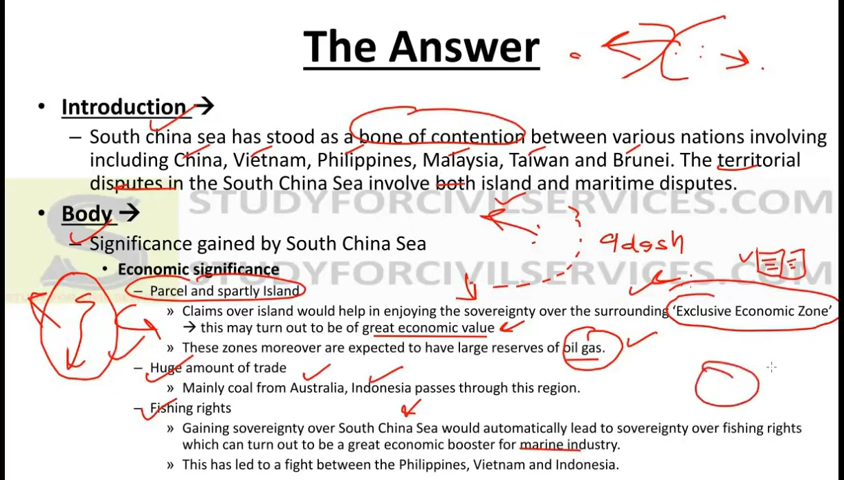 The Answer
• Introduction →
– South china sea has stood as a bone of contention between various nations involving
including China, Vietnam, Philippines, Malaysia, Taiwan and Brunei. The territorial
disputes in the South China Sea involve both island and maritime disputes.
STUDYFORCIVILSERVICES.COM
• Body →
– Significance gained by South China Sea
9dash
• Economic significance
STUDYFORCIVILSERVICES.COM
– Parcel and spartly Island
» Claims over island would help in enjoying the sovereignty over the surrounding 'Exclusive Economic Zone'
→ this may turn out to be of great economic value
» These zones moreover are expected to have large reserves of oil gas.
– Huge amount of trade
» Mainly coal from Australia, Indonesia passes through this region.
– Fishing rights
» Gaining sovereignty over South China Sea would automatically lead to sovereignty over fishing rights
which can turn out to be a great economic booster for marine industry.
» This has led to a fight between the Philippines, Vietnam and Indonesia.